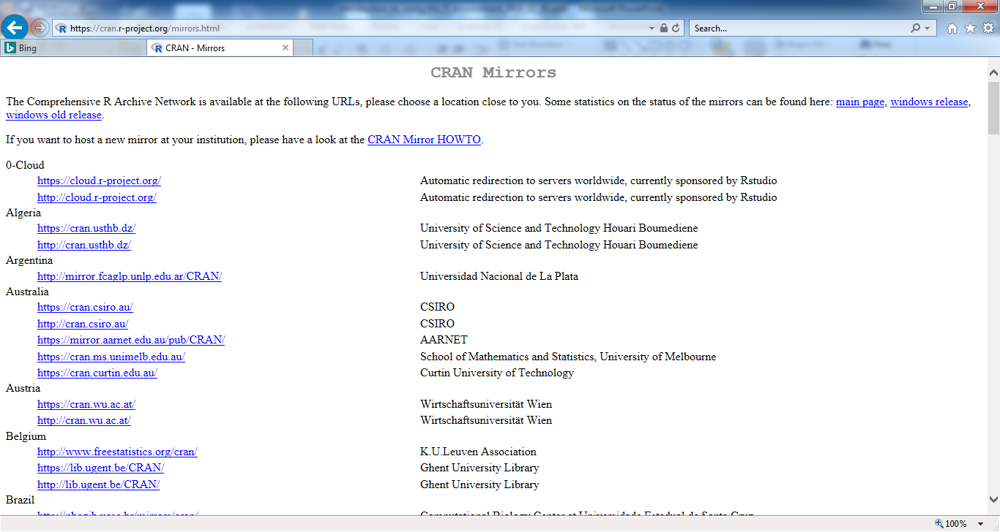 https://cran.r-project.org/mirrors.html
Search...
Bing
CRAN - Mirrors
CRAN Mirrors
The Comprehensive R Archive Network is available at the following URLs, please choose a location close to you. Some statistics on the status of the mirrors can be found here: main page, windows release,
windows old release.
If you want to host a new mirror at your institution, please have a look at the CRAN Mirror HOWTO.
0-Cloud
https://cloud.r-project.org/ Automatic redirection to servers worldwide, currently sponsored by Rstudio
http://cloud.r-project.org/ Automatic redirection to servers worldwide, currently sponsored by Rstudio
Algeria
https://cran.usthb.dz/ University of Science and Technology Houari Boumediene
http://cran.usthb.dz/ University of Science and Technology Houari Boumediene
Argentina
http://mirror.fcaglp.unlp.edu.ar/CRAN/ Universidad Nacional de La Plata
Australia
https://cran.csiro.au/ CSIRO
http://cran.csiro.au/ CSIRO
https://mirror.aarnet.edu.au/pub/CRAN/ AARNET
https://cran.ms.unimelb.edu.au/ School of Mathematics and Statistics, University of Melbourne
https://cran.curtin.edu.au/ Curtin University of Technology
Austria
https://cran.wu.ac.at/ Wirtschaftsuniversität Wien
http://cran.wu.ac.at/ Wirtschaftsuniversität Wien
Belgium
http://www.freestatistics.org/cran/ K.U.Leuven Association
https://lib.ugent.be/CRAN/ Ghent University Library
http://lib.ugent.be/CRAN/ Ghent University Library
Brazil
Computational Biology Center at Universidade Estadual de Santa Cruz
100%